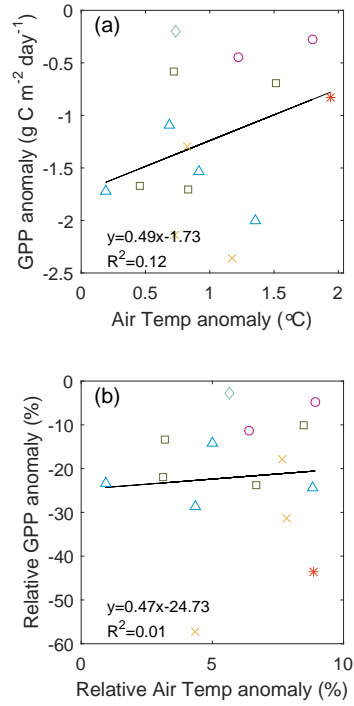 (a)
GPP anomaly (g C m⁻² day⁻¹)
0
-0.5
-1
-1.5
-2
-2.5
y=0.49x-1.73
R²=0.12
0 0.5 1 1.5 2
Air Temp anomaly (°C)
(b)
Relative GPP anomaly (%)
0
-10
-20
-30
-40
-50
-60
y=0.47x-24.73
R²=0.01
0 5 10
Relative Air Temp anomaly (%)